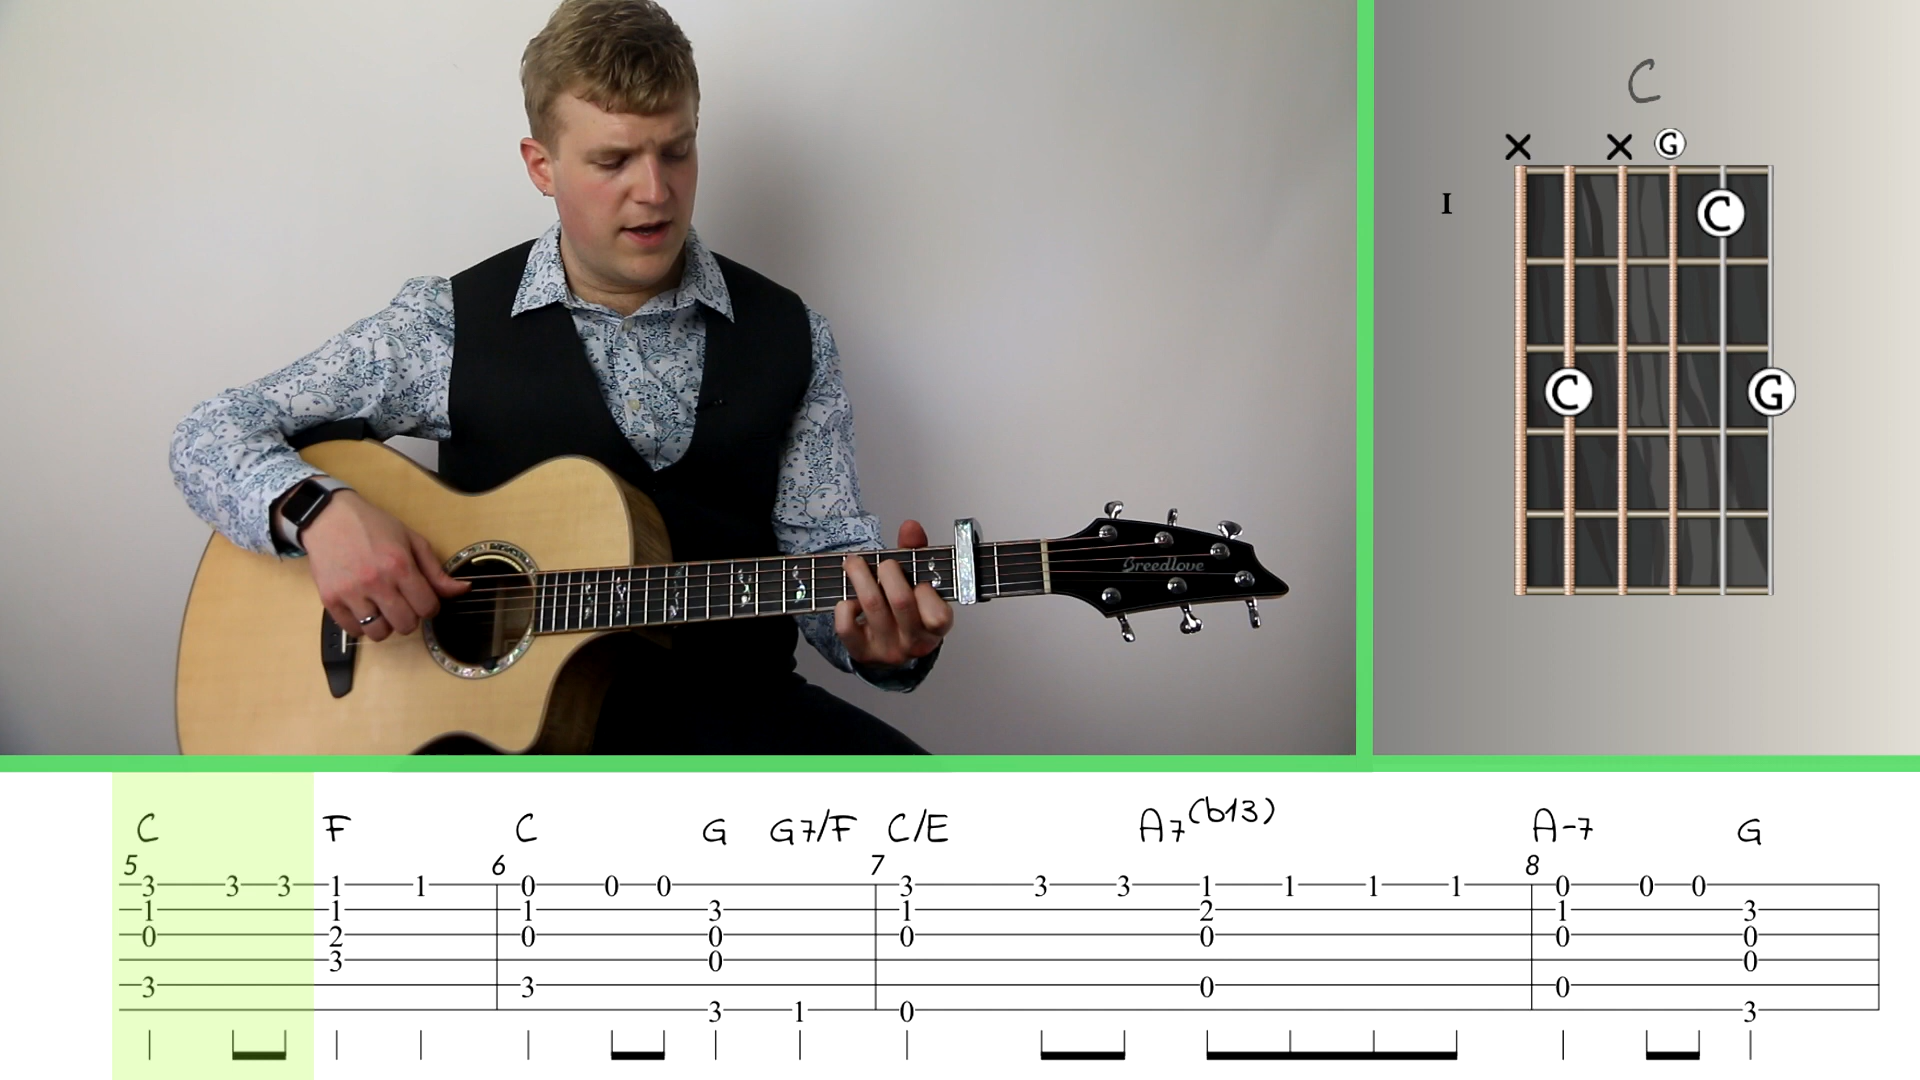 C
X X G
I
C
C G
Breedlove
C F C G G7/F C/E A7(b13) A-7 G
5 6 7 8
3 3 3 1 1 0 0 0 3 3 3 1 1 1 1 0 0 0
1 1 1 3 1 2 1 3
0 2 0 0 0 0 0 0
3 0 0
3 3 0 0
3 1 0 3